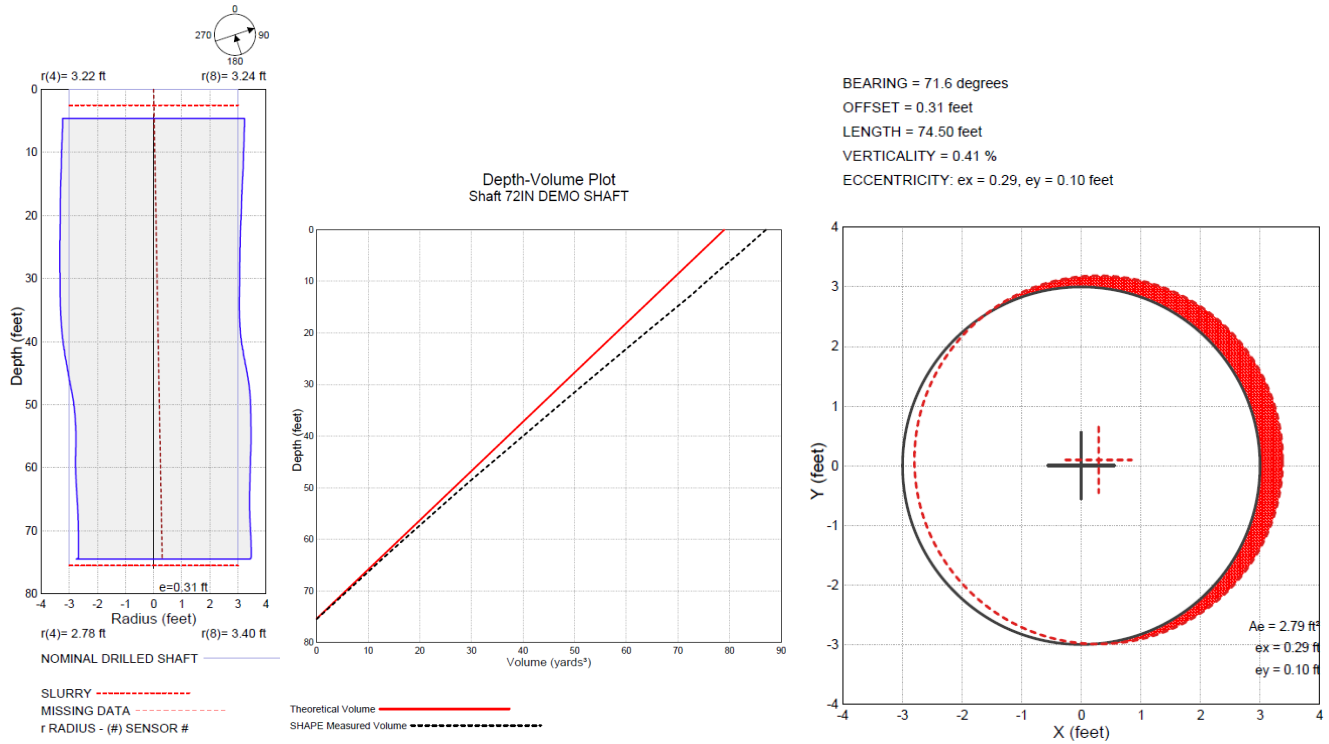 0
270 90
180
r(4)= 3.22 ft r(8)= 3.24 ft
0
10
20
30
40
50
60
70
80
Depth (feet)
e=0.31 ft
-4 -3 -2 -1 0 1 2 3 4
Radius (feet)
r(4)= 2.78 ft r(8)= 3.40 ft
NOMINAL DRILLED SHAFT
SLURRY
MISSING DATA
r RADIUS - (#) SENSOR #
Depth-Volume Plot
Shaft 72IN DEMO SHAFT
0
10
20
30
40
50
60
70
80
Depth (feet)
0 10 20 30 40 50 60 70 80 90
Volume (yards³)
Theoretical Volume
SHAPE Measured Volume
BEARING = 71.6 degrees
OFFSET = 0.31 feet
LENGTH = 74.50 feet
VERTICALITY = 0.41 %
ECCENTRICITY: ex = 0.29, ey = 0.10 feet
4
3
2
1
0
-1
-2
-3
-4
Y (feet)
Ae = 2.79 ft²
ex = 0.29 ft
ey = 0.10 ft
-4 -3 -2 -1 0 1 2 3 4
X (feet)